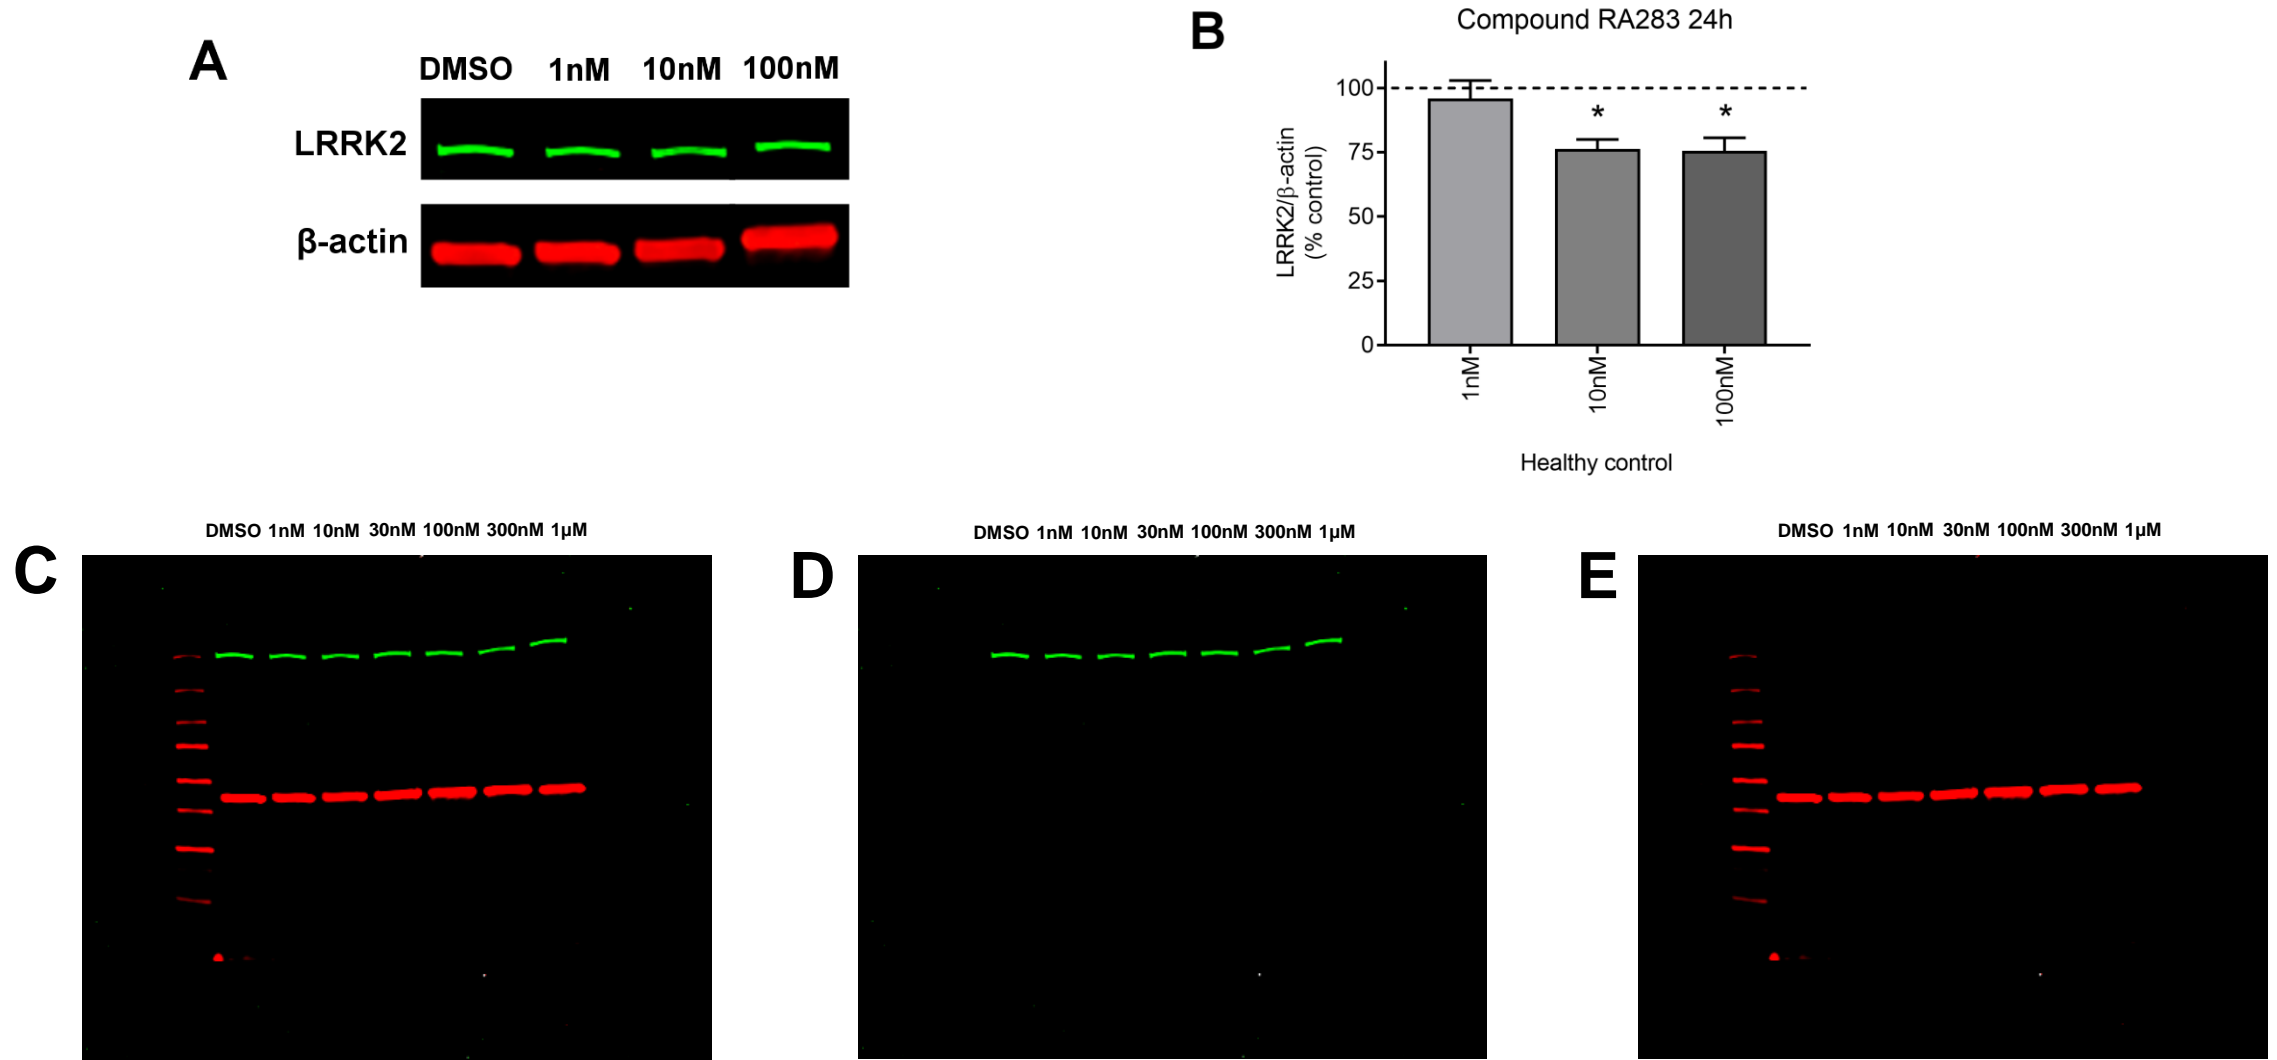 A
DMSO 1nM 10nM 100nM
LRRK2
β-actin
B
Compound RA283 24h
100
75
50
25
0
LRRK2/β-actin
(% control)
* *
1nM 10nM 100nM
Healthy control
C
DMSO 1nM 10nM 30nM 100nM 300nM 1µM
D
DMSO 1nM 10nM 30nM 100nM 300nM 1µM
E
DMSO 1nM 10nM 30nM 100nM 300nM 1µM